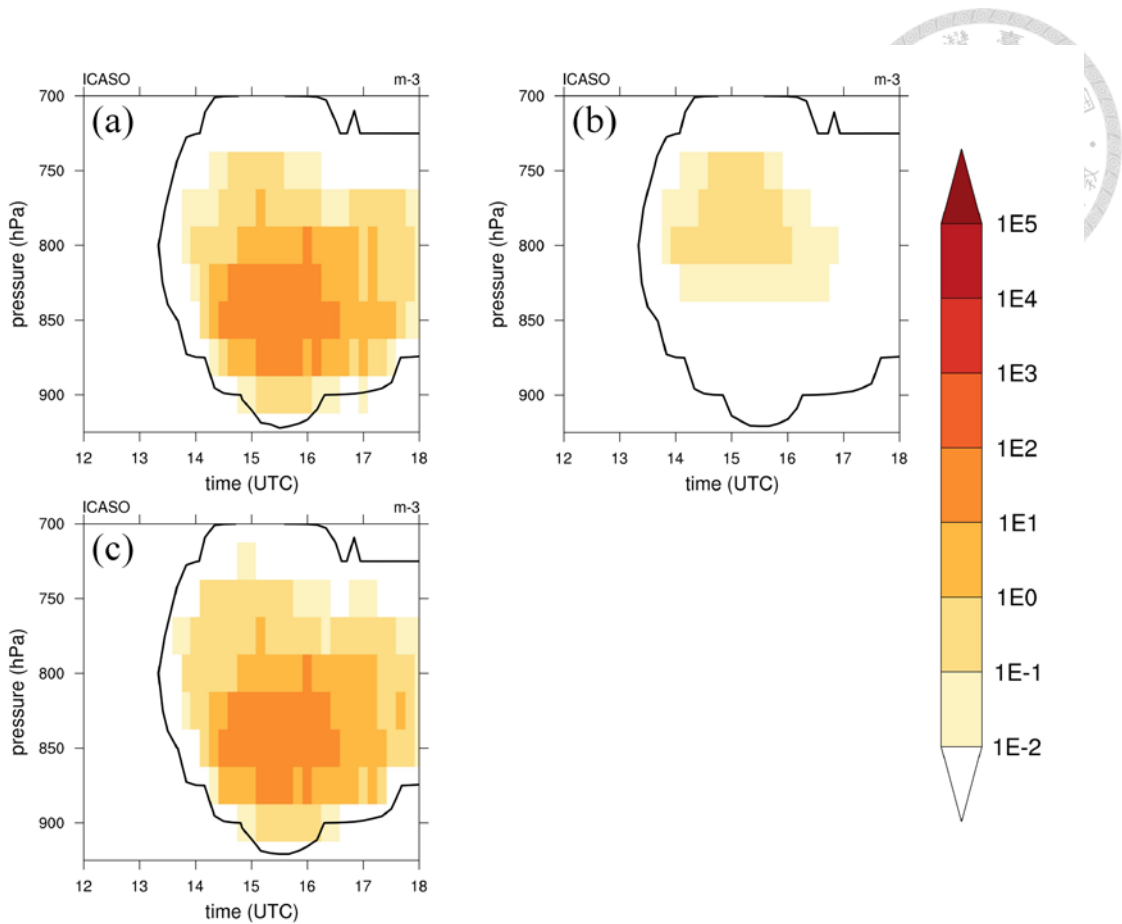 ICASO m-3
(a)
700
750
800
850
900
pressure (hPa)
12 13 14 15 16 17 18
time (UTC)
ICASO m-3
(b)
700
750
800
850
900
pressure (hPa)
12 13 14 15 16 17 18
time (UTC)
ICASO m-3
(c)
700
750
800
850
900
pressure (hPa)
12 13 14 15 16 17 18
time (UTC)
1E5
1E4
1E3
1E2
1E1
1E0
1E-1
1E-2